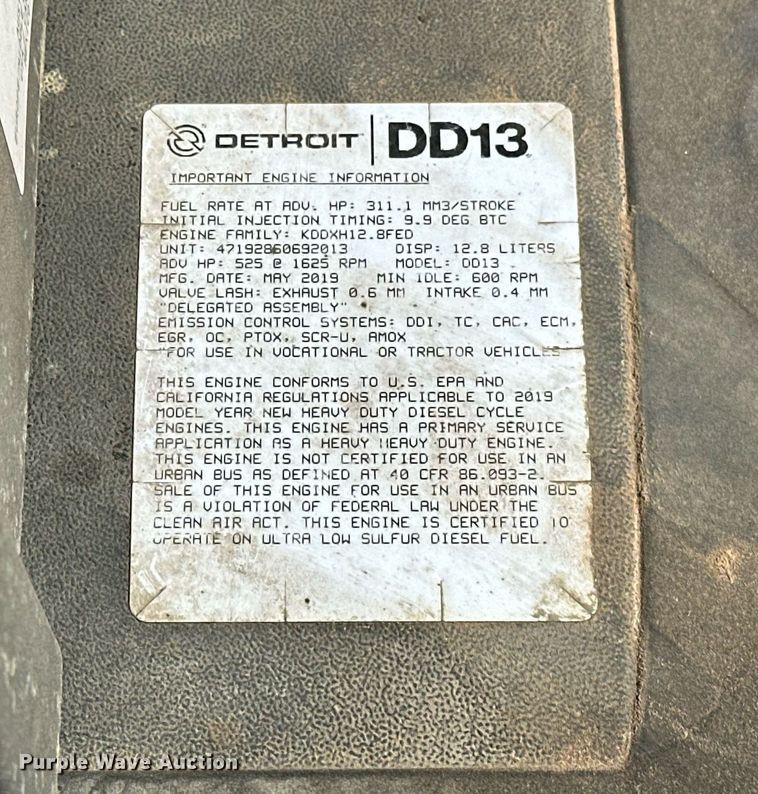 DETROIT | DD13
IMPORTANT ENGINE INFORMATION
FUEL RATE AT ADV. HP: 311.1 MM3/STROKE
INITIAL INJECTION TIMING: 9.9 DEG BTC
ENGINE FAMILY: KDDXH12.8FED
UNIT: 471928S0692013 DISP: 12.8 LITERS
ADV HP: 525 @ 1625 RPM MODEL: DD13
MFG. DATE: MAY 2019 MIN IDLE: 600 RPM
VALVE LASH: EXHAUST 0.6 MM INTAKE 0.4 MM
"DELEGATED ASSEMBLY"
EMISSION CONTROL SYSTEMS: DDI, TC, CAC, ECM,
EGR, OC, PTOX, SCR-U, AMOX
"FOR USE IN VOCATIONAL OR TRACTOR VEHICLES
THIS ENGINE CONFORMS TO U.S. EPA AND
CALIFORNIA REGULATIONS APPLICABLE TO 2019
MODEL YEAR NEW HEAVY DUTY DIESEL CYCLE
ENGINES. THIS ENGINE HAS A PRIMARY SERVICE
APPLICATION AS A HEAVY HEAVY DUTY ENGINE.
THIS ENGINE IS NOT CERTIFIED FOR USE IN AN
URBAN BUS AS DEFINED AT 40 CFR 86.093-2.
SALE OF THIS ENGINE FOR USE IN AN URBAN BUS
IS A VIOLATION OF FEDERAL LAW UNDER THE
CLEAN AIR ACT. THIS ENGINE IS CERTIFIED TO
OPERATE ON ULTRA LOW SULFUR DIESEL FUEL.
Purple Wave Auction